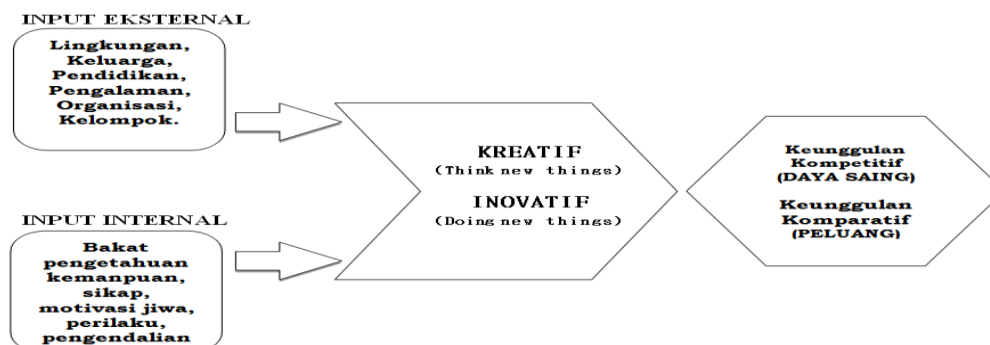 INPUT EKSTERNAL
Lingkungan,
Keluarga,
Pendidikan,
Pengalaman,
Organisasi,
Kelompok.
INPUT INTERNAL
Bakat
pengetahuan
kemanpuan,
sikap,
motivasi jiwa,
perilaku,
pengendalian
KREATIF
(Think new things)
INOVATIF
(Doing new things)
Keunggulan
Kompetitif
(DAYA SAING)
Keunggulan
Komparatif
(PELUANG)